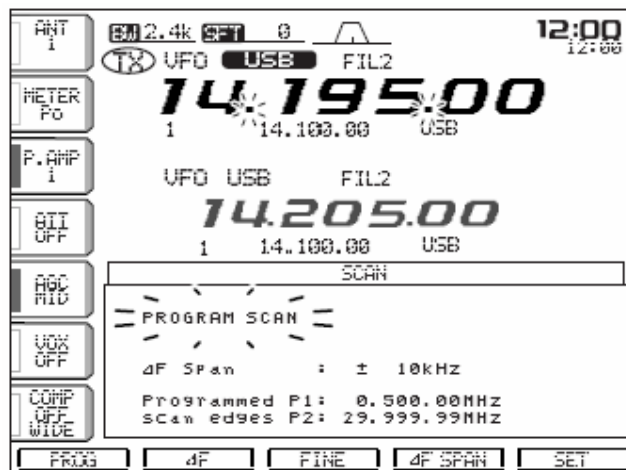 ANT
1
BW 2.4k SFT 0
12:00
12:00
TX VFO USB FIL2
14.195.00
1 14.100.00 USB
METER
Po
P.AMP
1
VFO USB FIL2
14.205.00
1 14.100.00 USB
ATT
OFF
AGC
MID
VOX
OFF
COMP
OFF
WIDE
SCAN
PROGRAM SCAN
ΔF Span : ± 10kHz
Programmed P1: 0.500.00MHz
scan edges P2: 29.999.99MHz
PROG ΔF FINE ΔF SPAN SET